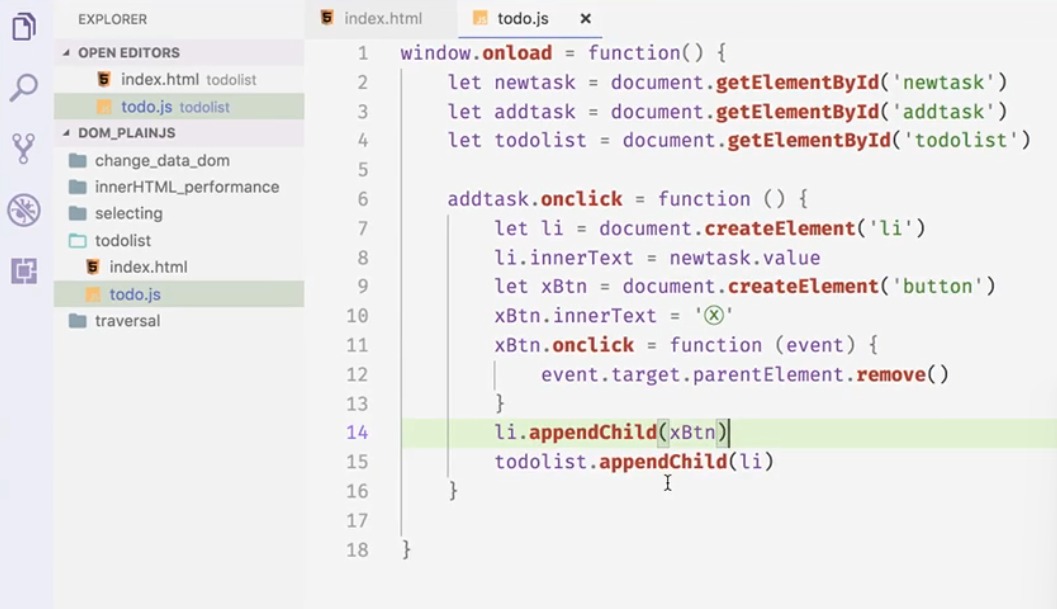 EXPLORER
OPEN EDITORS
index.html todolist
todo.js todolist
DOM_PLAINJS
change_data_dom
innerHTML_performance
selecting
todolist
index.html
todo.js
traversal
index.html
todo.js ×
1 window.onload = function() {
2 let newtask = document.getElementById('newtask')
3 let addtask = document.getElementById('addtask')
4 let todolist = document.getElementById('todolist')
5
6 addtask.onclick = function () {
7 let li = document.createElement('li')
8 li.innerText = newtask.value
9 let xBtn = document.createElement('button')
10 xBtn.innerText = 'ⓧ'
11 xBtn.onclick = function (event) {
12 event.target.parentElement.remove()
13 }
14 li.appendChild(xBtn)
15 todolist.appendChild(li)
16 }
17
18 }